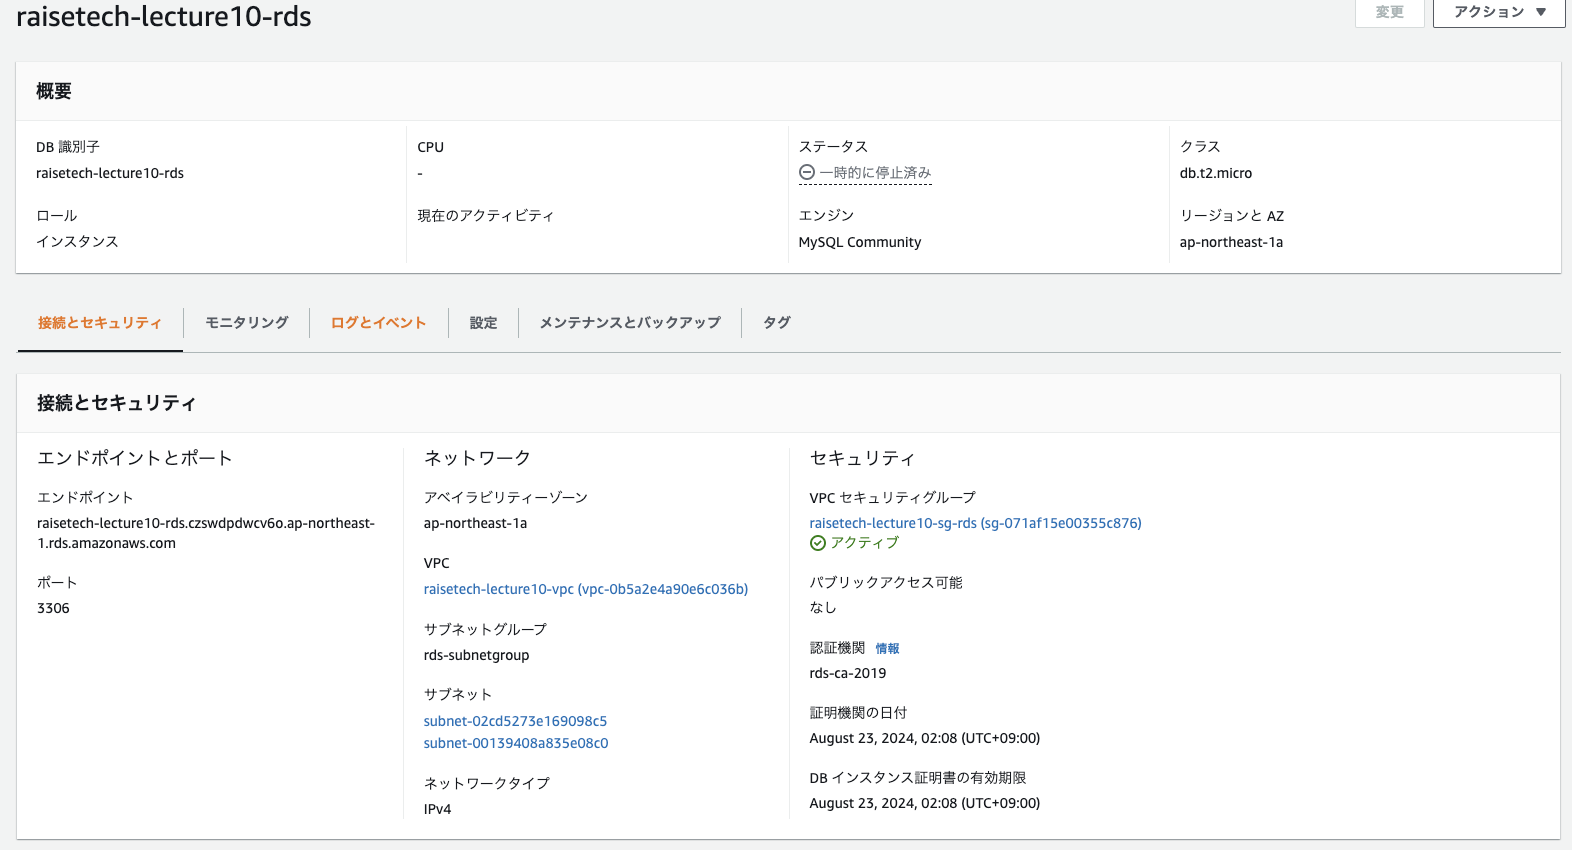 raisetech-lecture10-rds
変更
アクション ▼
概要
DB 識別子
raisetech-lecture10-rds
CPU
-
ステータス
一時的に停止済み
クラス
db.t2.micro
ロール
インスタンス
現在のアクティビティ
エンジン
MySQL Community
リージョンと AZ
ap-northeast-1a
接続とセキュリティ
モニタリング
ログとイベント
設定
メンテナンスとバックアップ
タグ
接続とセキュリティ
エンドポイントとポート
エンドポイント
raisetech-lecture10-rds.czswdpdwcv6o.ap-northeast-
1.rds.amazonaws.com
ポート
3306
ネットワーク
アベイラビリティーゾーン
ap-northeast-1a
VPC
raisetech-lecture10-vpc (vpc-0b5a2e4a90e6c036b)
サブネットグループ
rds-subnetgroup
サブネット
subnet-02cd5273e169098c5
subnet-00139408a835e08c0
ネットワークタイプ
IPv4
セキュリティ
VPC セキュリティグループ
raisetech-lecture10-sg-rds (sg-071af15e00355c876)
アクティブ
パブリックアクセス可能
なし
認証機関 情報
rds-ca-2019
証明機関の日付
August 23, 2024, 02:08 (UTC+09:00)
DB インスタンス証明書の有効期限
August 23, 2024, 02:08 (UTC+09:00)